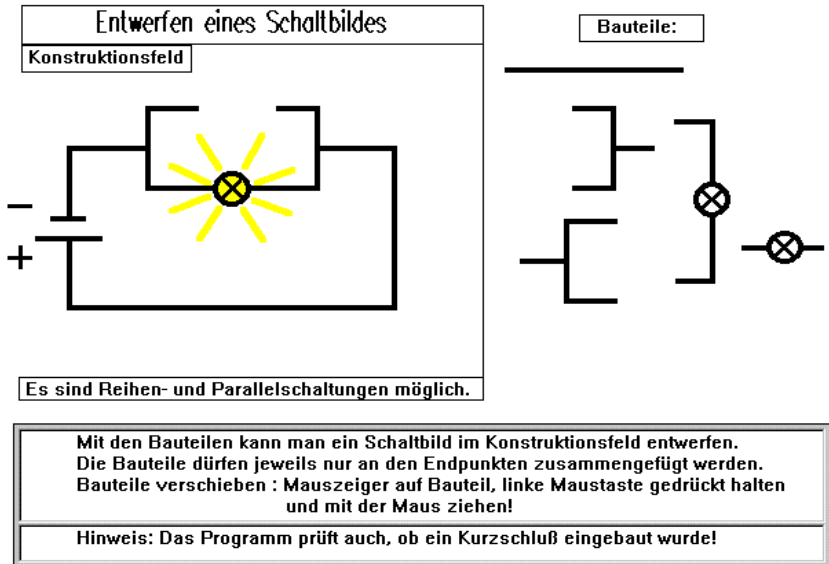 Entwerfen eines Schaltbildes
Bauteile:
Konstruktionsfeld
−
+
Es sind Reihen- und Parallelschaltungen möglich.
Mit den Bauteilen kann man ein Schaltbild im Konstruktionsfeld entwerfen.
Die Bauteile dürfen jeweils nur an den Endpunkten zusammengefügt werden.
Bauteile verschieben : Mauszeiger auf Bauteil, linke Maustaste gedrückt halten
und mit der Maus ziehen!
Hinweis: Das Programm prüft auch, ob ein Kurzschluß eingebaut wurde!